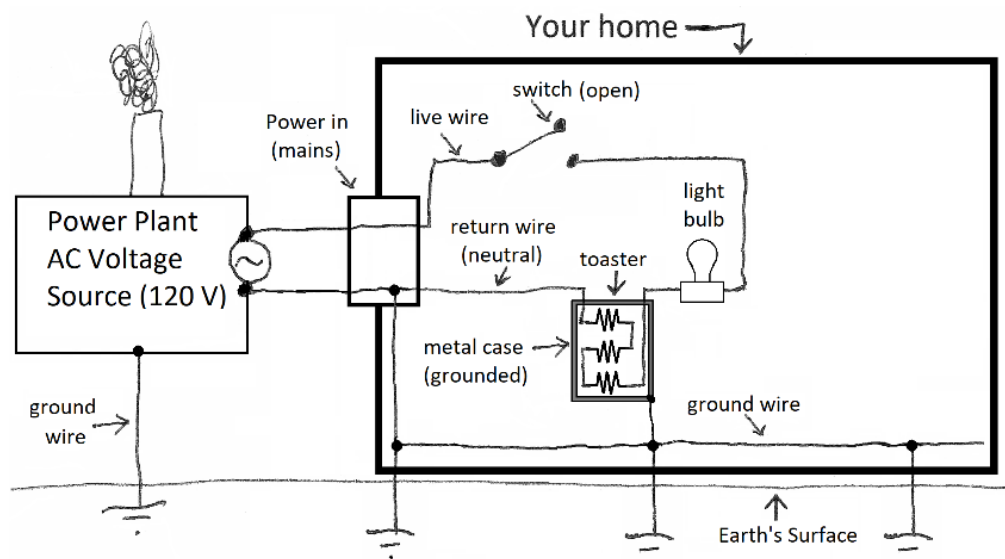 Your home
switch (open)
live wire
Power in
(mains)
light
bulb
Power Plant
AC Voltage
Source (120 V)
return wire
(neutral)
toaster
metal case
(grounded)
ground
wire
ground wire
Earth's Surface